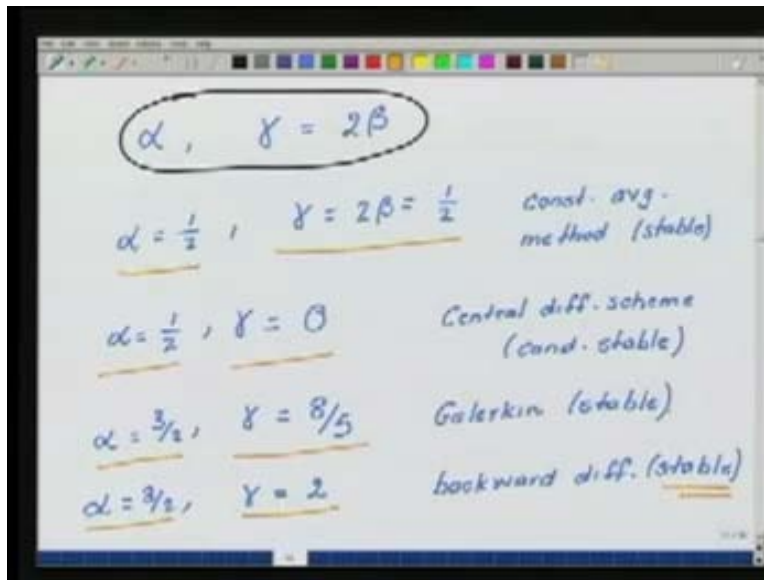 α , γ = 2β
α = 1/2 , γ = 2β = 1/2 const. avg.
method (stable)
α = 1/2 , γ = 0 Central diff. scheme
(cond. stable)
α = 3/2 , γ = 8/5 Galerkin (stable)
α = 3/2 , γ = 2 backward diff. (stable)